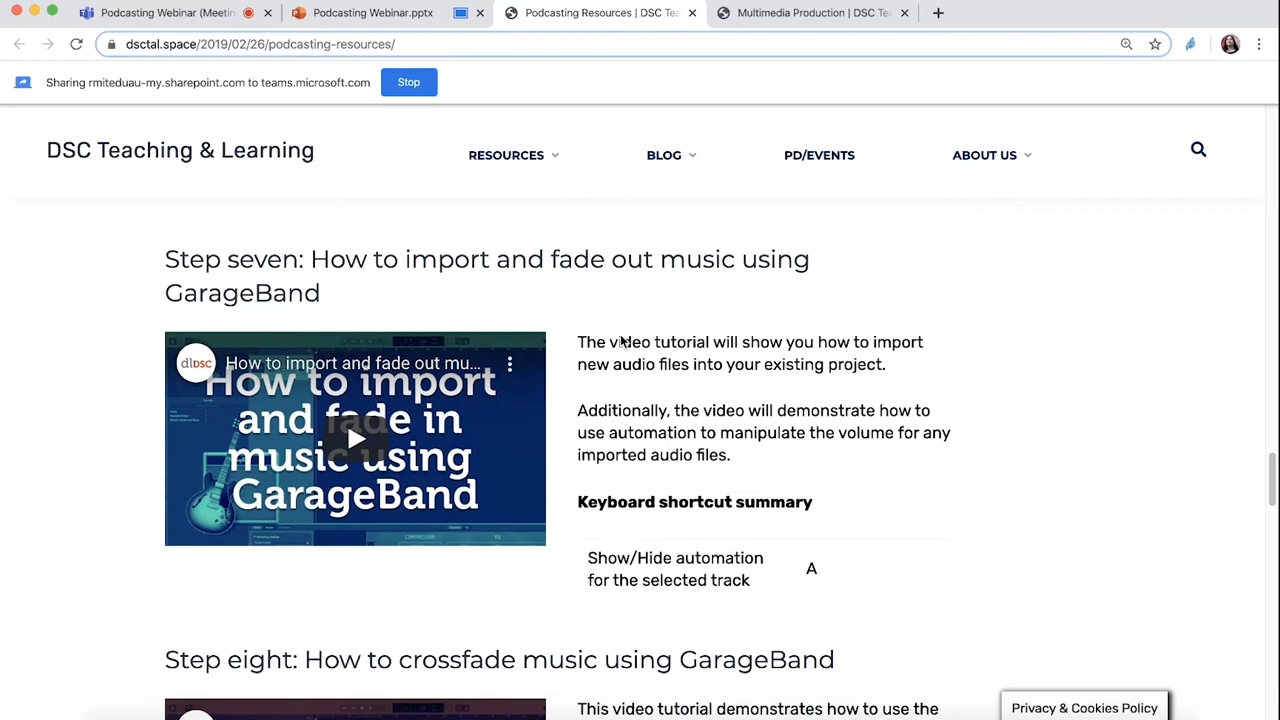 Podcasting Webinar (Meetin
Podcasting Webinar.pptx
Podcasting Resources | DSC Tea
Multimedia Production | DSC Tea
dsctal.space/2019/02/26/podcasting-resources/
Sharing rmiteduau-my.sharepoint.com to teams.microsoft.com
Stop
DSC Teaching & Learning
RESOURCES
BLOG
PD/EVENTS
ABOUT US
Step seven: How to import and fade out music using
GarageBand
dlDSC
How to import and fade out mu...
How to import
and fade in
music using
GarageBand
The video tutorial will show you how to import
new audio files into your existing project.
Additionally, the video will demonstrate how to
use automation to manipulate the volume for any
imported audio files.
Keyboard shortcut summary
Show/Hide automation
for the selected track
A
Step eight: How to crossfade music using GarageBand
This video tutorial demonstrates how to use the
Privacy & Cookies Policy